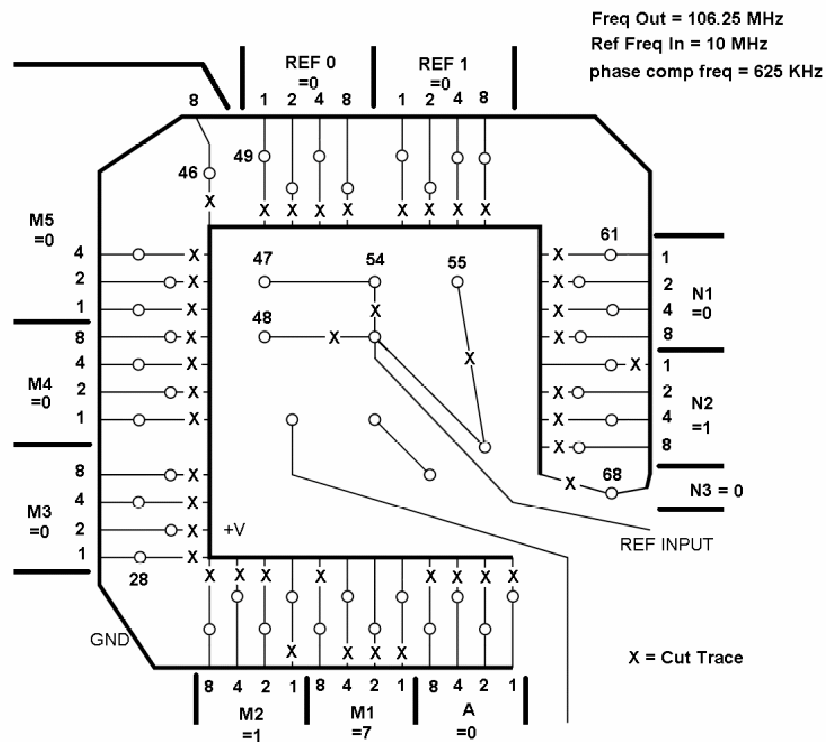 Freq Out = 106.25 MHz
Ref Freq In = 10 MHz
phase comp freq = 625 KHz
REF 0
=0
REF 1
=0
8
1 2 4 8
1 2 4 8
46
49
X
X X X X
X X X X
M5
=0
4 X
2 X
1 X
M4
=0
8 X
4 X
2 X
1 X
M3
=0
8 X
4 X
2 X
1 X
28
47
54
55
48
X
X
X
+V
61
X 1
X 2
X 4
X 8
N1
=0
X 1
X 2
X 4
X 8
N2
=1
X
68
N3 = 0
REF INPUT
GND
X X X X X X X X
X X X X
X = Cut Trace
8 4 2 1
8 4 2 1
8 4 2 1
M2
=1
M1
=7
A
=0